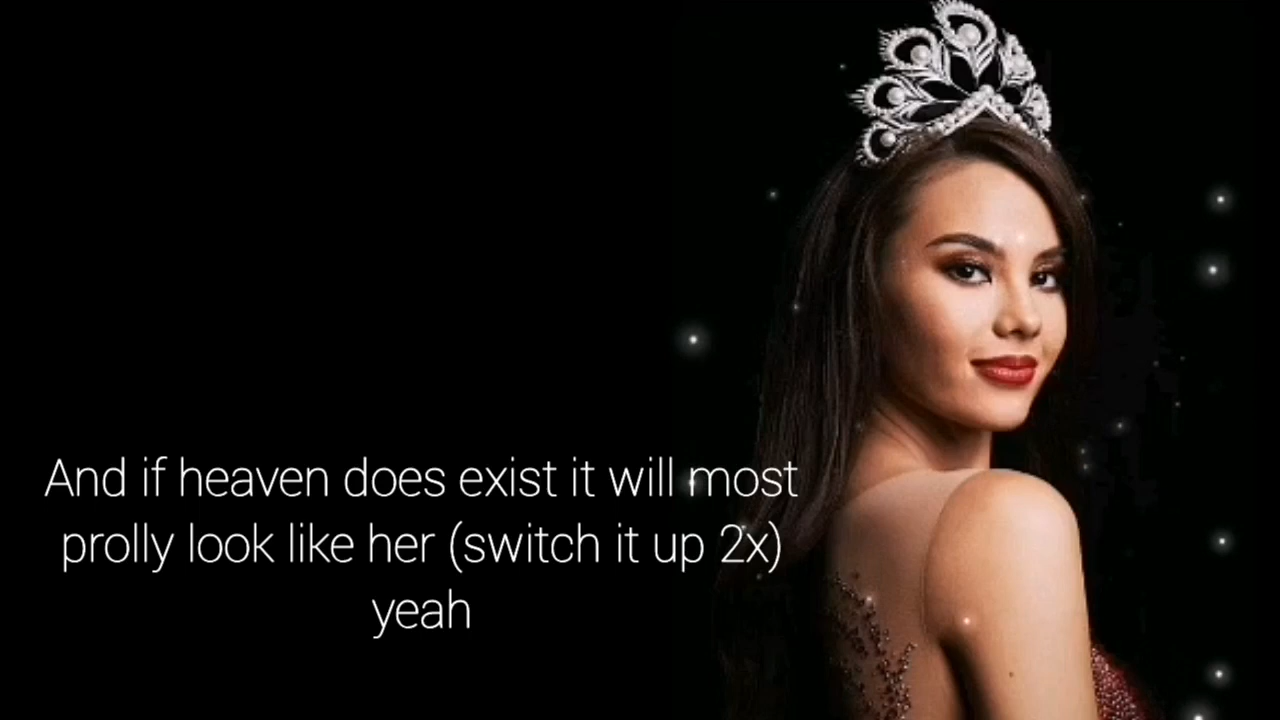 And if heaven does exist it will most
prolly look like her (switch it up 2x)
yeah